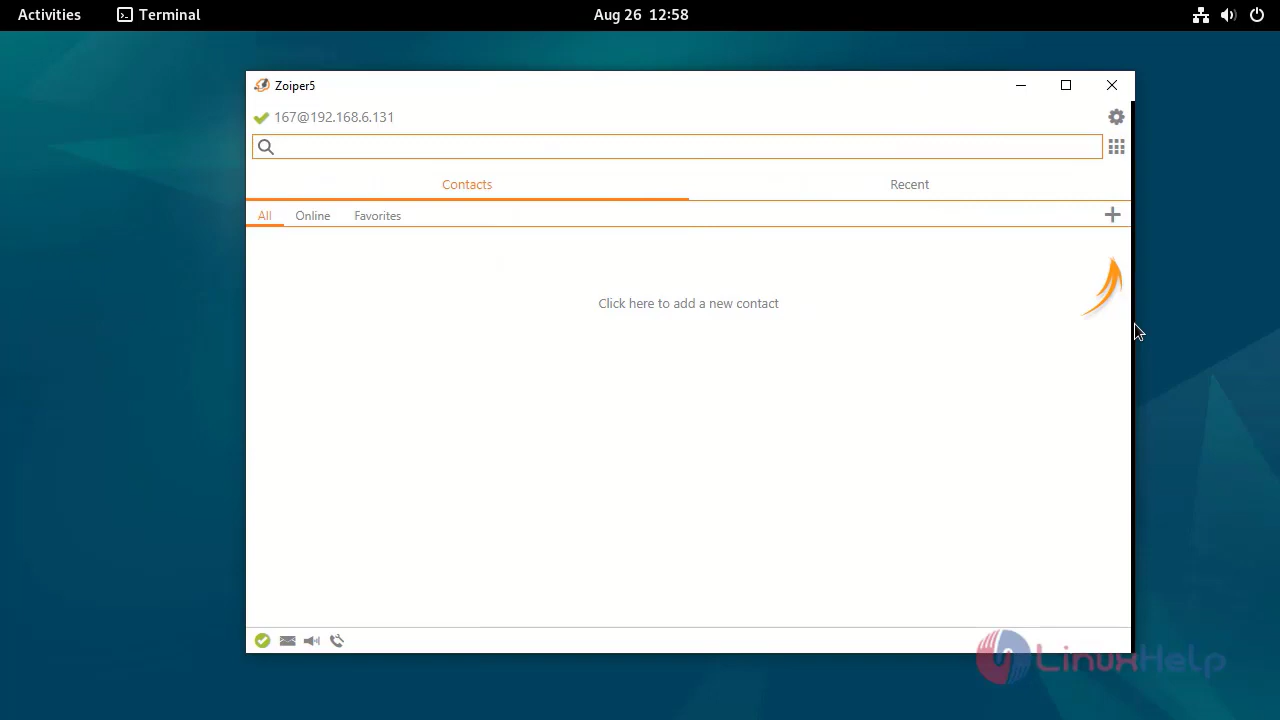 Activities
Terminal
Aug 26 12:58
Zoiper5
167@192.168.6.131
Contacts
Recent
All
Online
Favorites
Click here to add a new contact
LinuxHelp